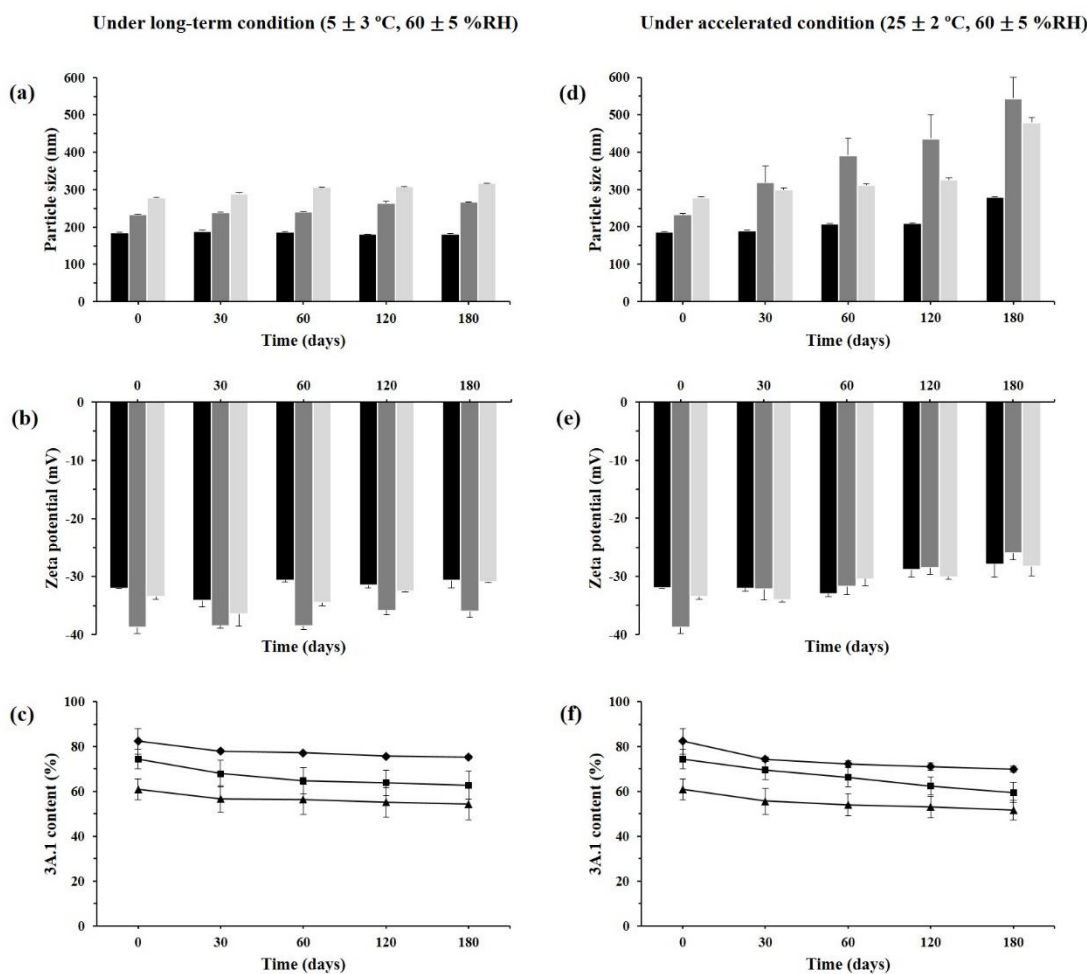 Under long-term condition (5 ± 3 ºC, 60 ± 5 %RH)
(a)
Particle size (nm)
600
500
400
300
200
100
0
0 30 60 120 180
Time (days)
(b)
Zeta potential (mV)
0 30 60 120 180
0
-10
-20
-30
-40
Time (days)
(c)
3A.1 content (%)
100
80
60
40
20
0
0 30 60 120 180
Time (days)
Under accelerated condition (25 ± 2 ºC, 60 ± 5 %RH)
(d)
Particle size (nm)
600
500
400
300
200
100
0
0 30 60 120 180
Time (days)
(e)
Zeta potential (mV)
0 30 60 120 180
0
-10
-20
-30
-40
Time (days)
(f)
3A.1 content (%)
100
80
60
40
20
0
0 30 60 120 180
Time (days)